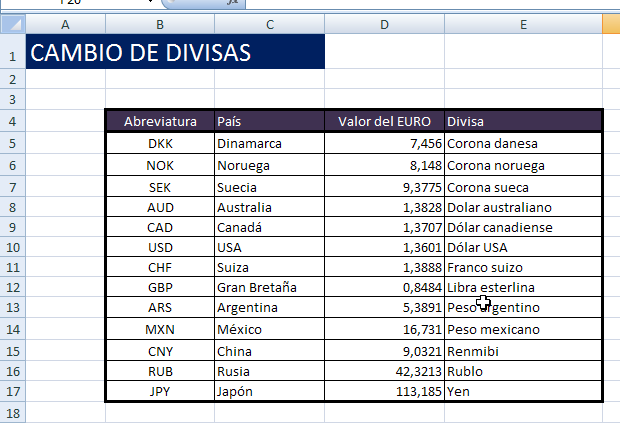 A B C D E
1 CAMBIO DE DIVISAS
2
3
4 Abreviatura País Valor del EURO Divisa
5 DKK Dinamarca 7,456 Corona danesa
6 NOK Noruega 8,148 Corona noruega
7 SEK Suecia 9,3775 Corona sueca
8 AUD Australia 1,3828 Dolar australiano
9 CAD Canadá 1,3707 Dólar canadiense
10 USD USA 1,3601 Dólar USA
11 CHF Suiza 1,3888 Franco suizo
12 GBP Gran Bretaña 0,8484 Libra esterlina
13 ARS Argentina 5,3891 Peso argentino
14 MXN México 16,731 Peso mexicano
15 CNY China 9,0321 Renmibi
16 RUB Rusia 42,3213 Rublo
17 JPY Japón 113,185 Yen
18